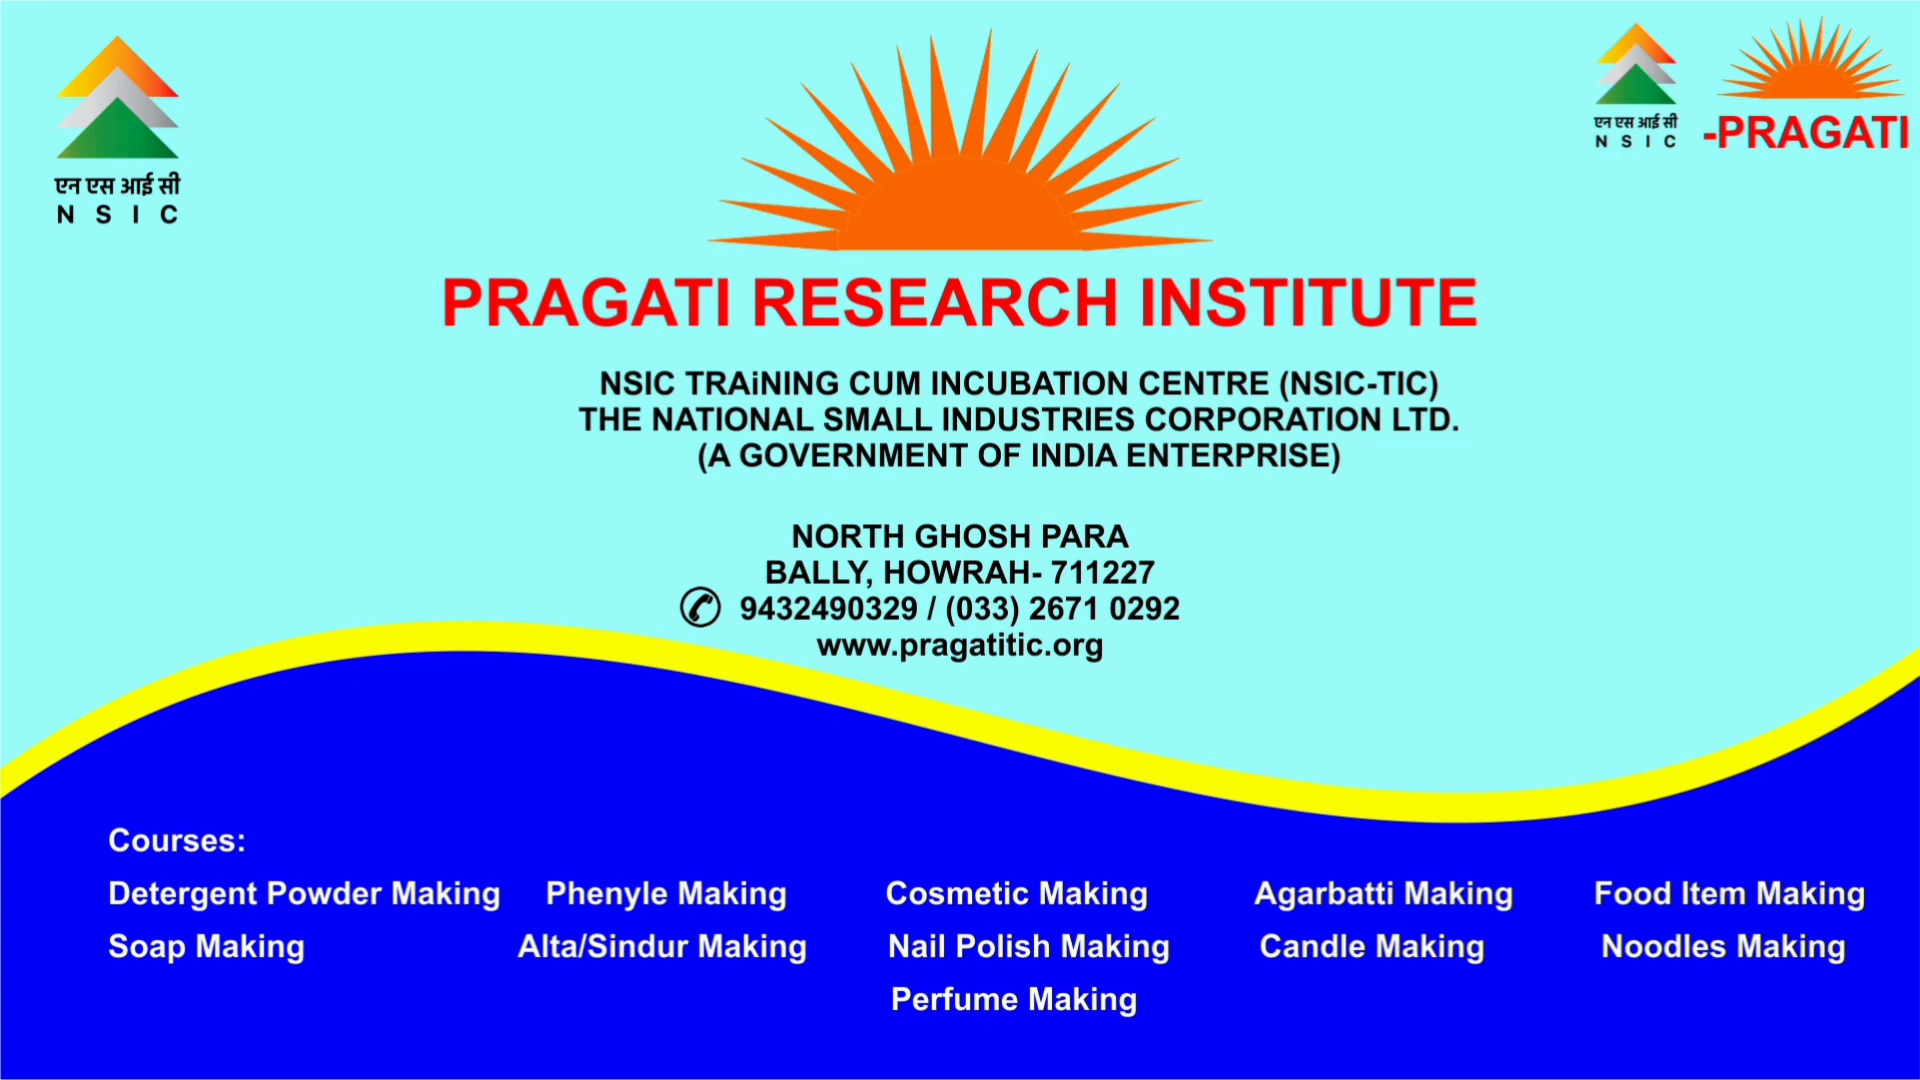 एन एस आई सी
N S I C
एन एस आई सी
N S I C
-PRAGATI
PRAGATI RESEARCH INSTITUTE
NSIC TRAiNING CUM INCUBATION CENTRE (NSIC-TIC)
THE NATIONAL SMALL INDUSTRIES CORPORATION LTD.
(A GOVERNMENT OF INDIA ENTERPRISE)
NORTH GHOSH PARA
BALLY, HOWRAH- 711227
✆ 9432490329 / (033) 2671 0292
www.pragatitic.org
Courses:
Detergent Powder Making Phenyle Making Cosmetic Making Agarbatti Making Food Item Making
Soap Making Alta/Sindur Making Nail Polish Making Candle Making Noodles Making
Perfume Making